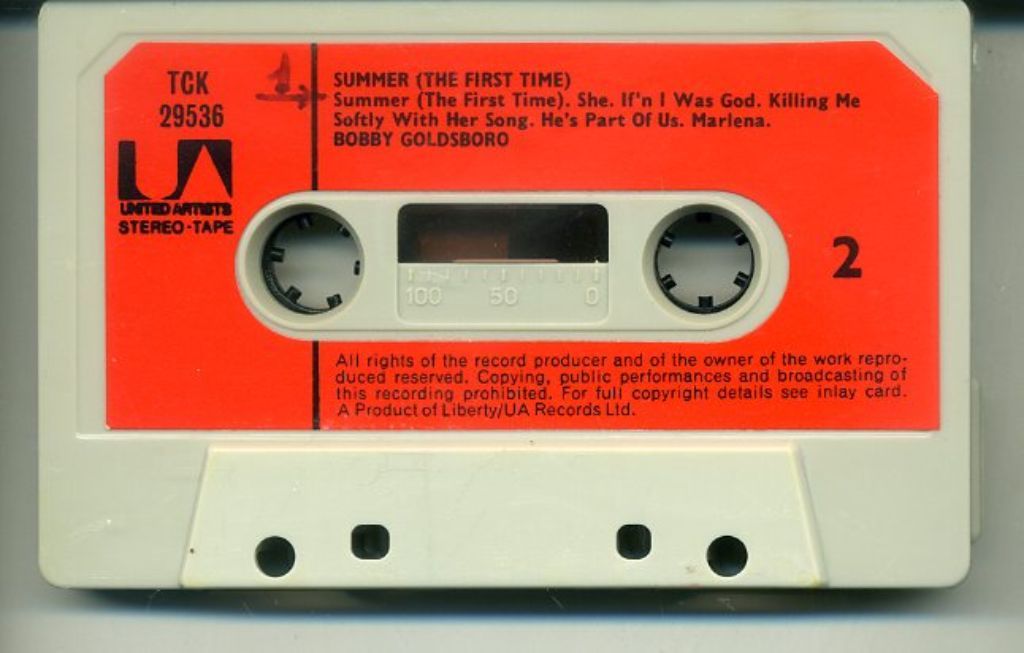 TCK
29536
UNITED ARTISTS
STEREO-TAPE
1
SUMMER (THE FIRST TIME)
Summer (The First Time). She. If'n I Was God. Killing Me
Softly With Her Song. He's Part Of Us. Marlena.
BOBBY GOLDSBORO
100 50 0
2
All rights of the record producer and of the owner of the work repro-
duced reserved. Copying, public performances and broadcasting of
this recording prohibited. For full copyright details see inlay card.
A Product of Liberty/UA Records Ltd.